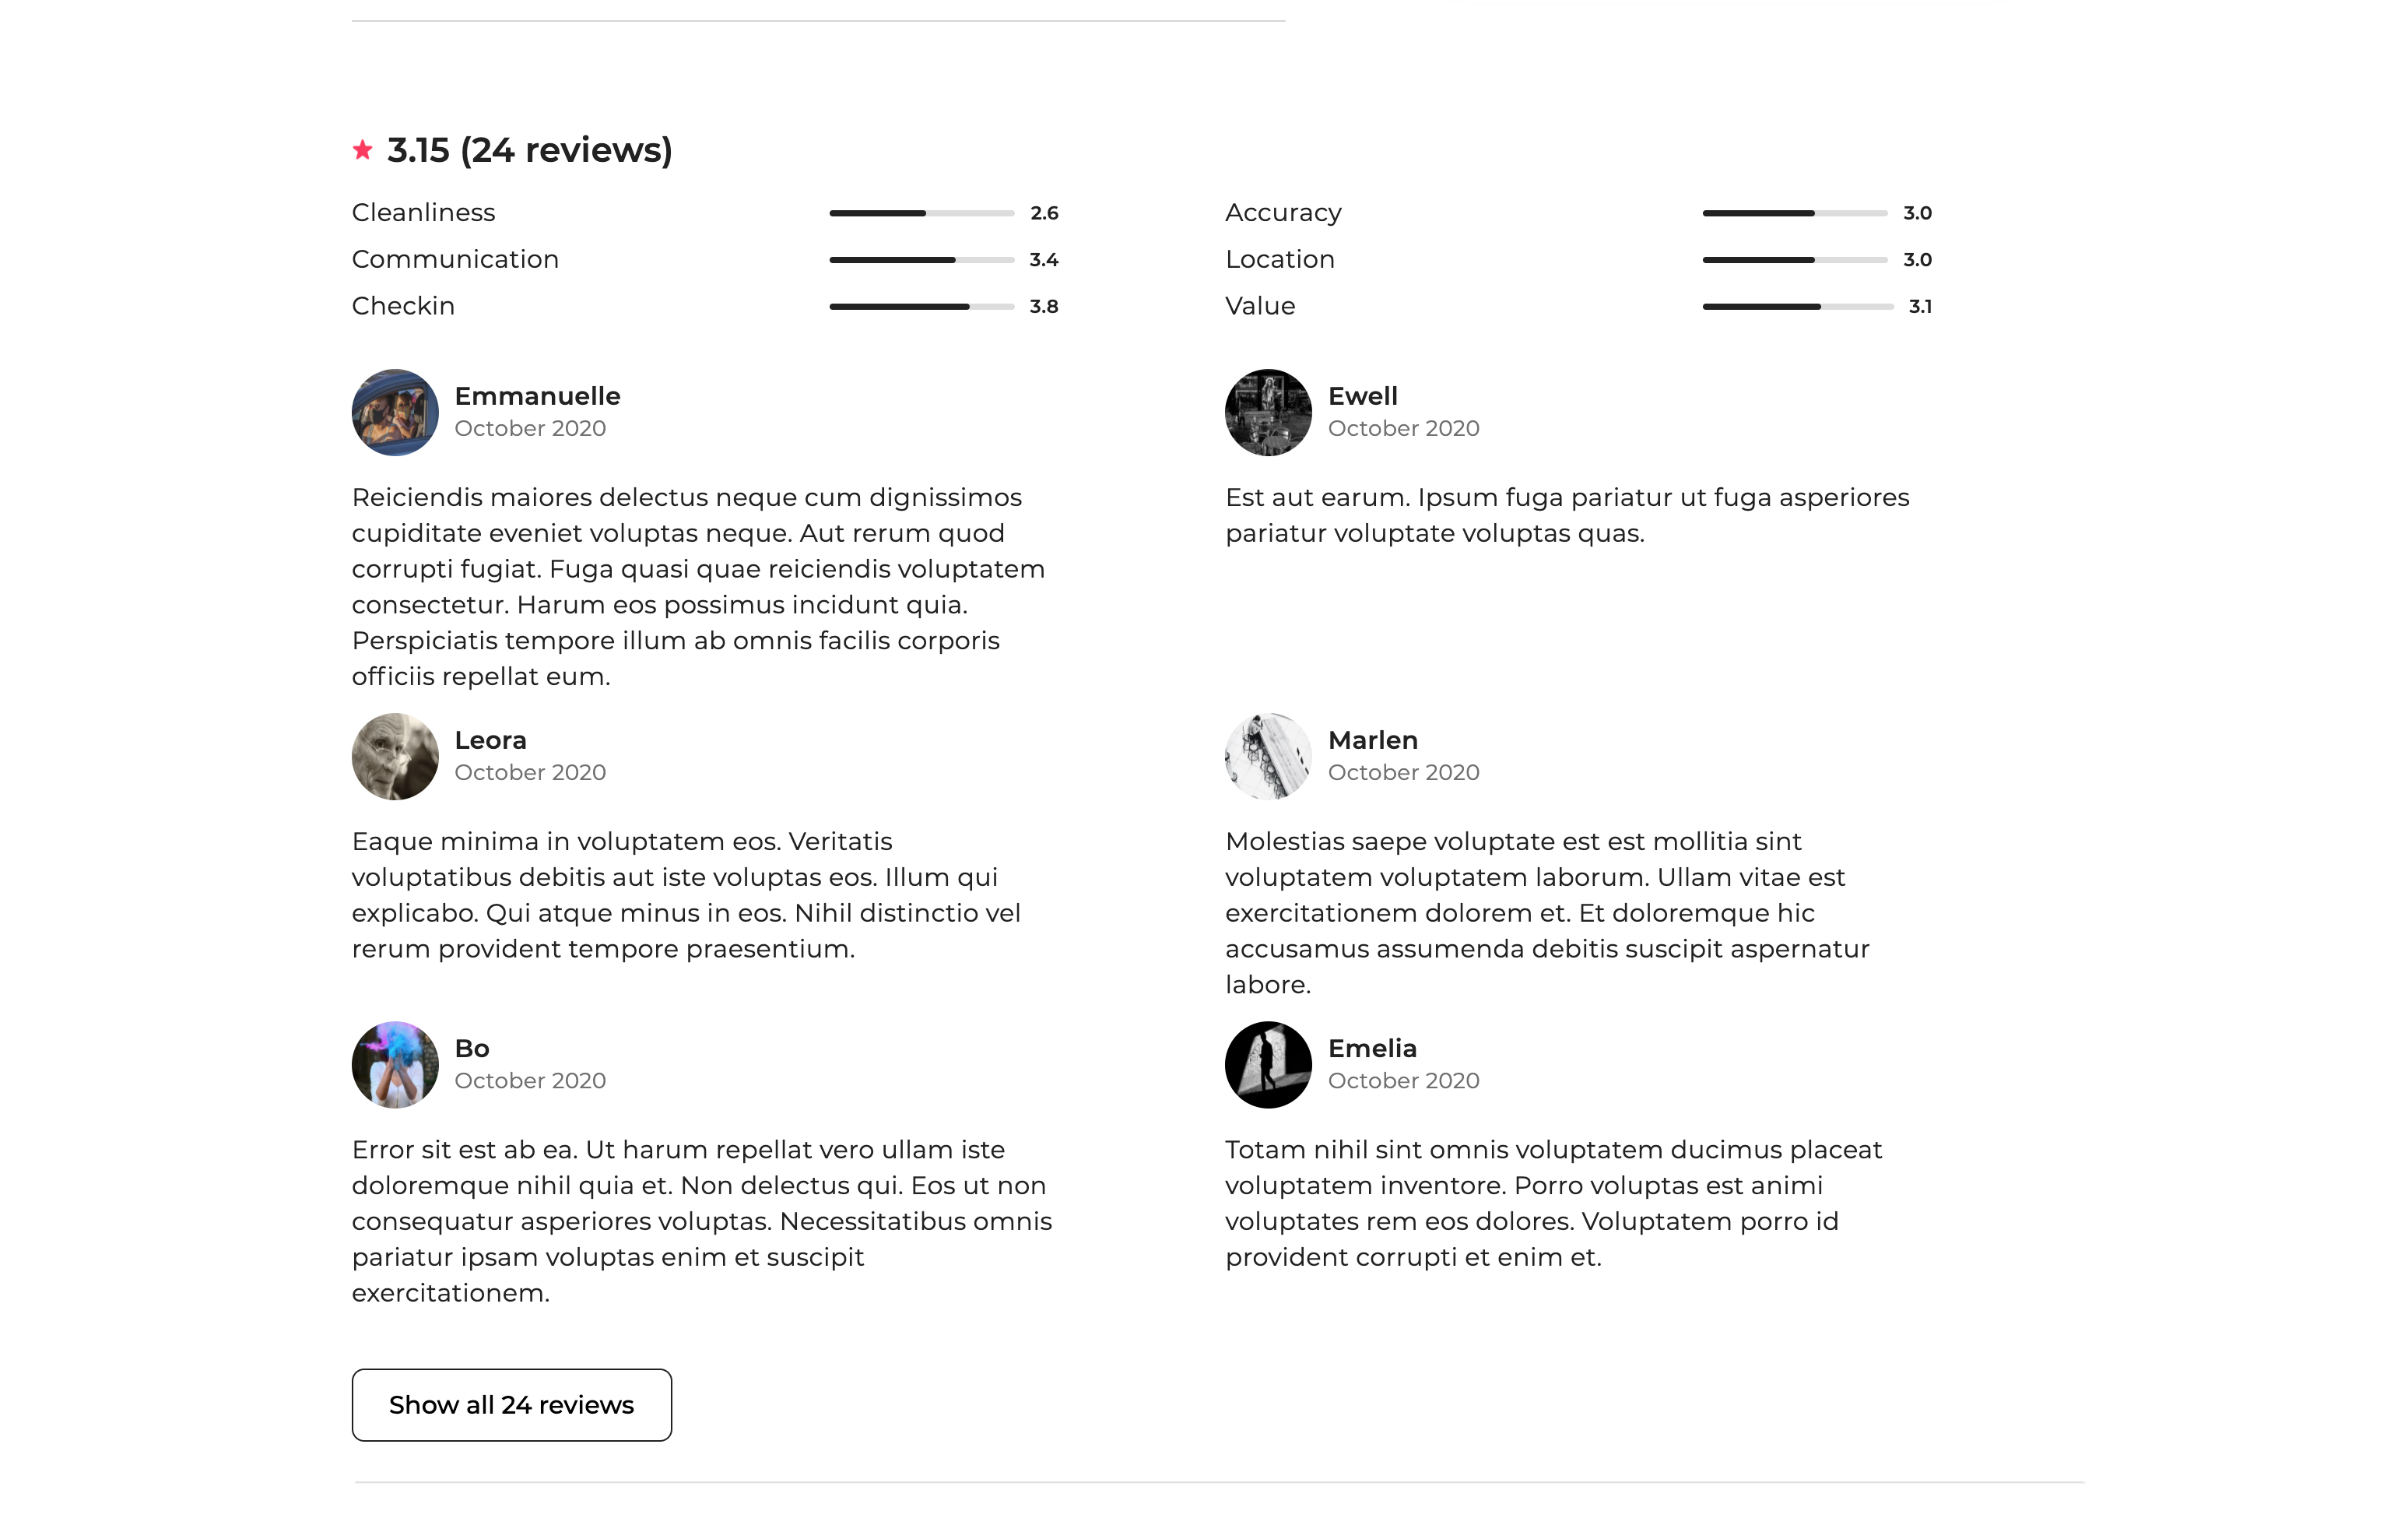 3.15 (24 reviews)
Cleanliness 2.6
Accuracy 3.0
Communication 3.4
Location 3.0
Checkin 3.8
Value 3.1
Emmanuelle
October 2020
Reiciendis maiores delectus neque cum dignissimos
cupiditate eveniet voluptas neque. Aut rerum quod
corrupti fugiat. Fuga quasi quae reiciendis voluptatem
consectetur. Harum eos possimus incidunt quia.
Perspiciatis tempore illum ab omnis facilis corporis
officiis repellat eum.
Ewell
October 2020
Est aut earum. Ipsum fuga pariatur ut fuga asperiores
pariatur voluptate voluptas quas.
Leora
October 2020
Eaque minima in voluptatem eos. Veritatis
voluptatibus debitis aut iste voluptas eos. Illum qui
explicabo. Qui atque minus in eos. Nihil distinctio vel
rerum provident tempore praesentium.
Marlen
October 2020
Molestias saepe voluptate est est mollitia sint
voluptatem voluptatem laborum. Ullam vitae est
exercitationem dolorem et. Et doloremque hic
accusamus assumenda debitis suscipit aspernatur
labore.
Bo
October 2020
Error sit est ab ea. Ut harum repellat vero ullam iste
doloremque nihil quia et. Non delectus qui. Eos ut non
consequatur asperiores voluptas. Necessitatibus omnis
pariatur ipsam voluptas enim et suscipit
exercitationem.
Emelia
October 2020
Totam nihil sint omnis voluptatem ducimus placeat
voluptatem inventore. Porro voluptas est animi
voluptates rem eos dolores. Voluptatem porro id
provident corrupti et enim et.
Show all 24 reviews